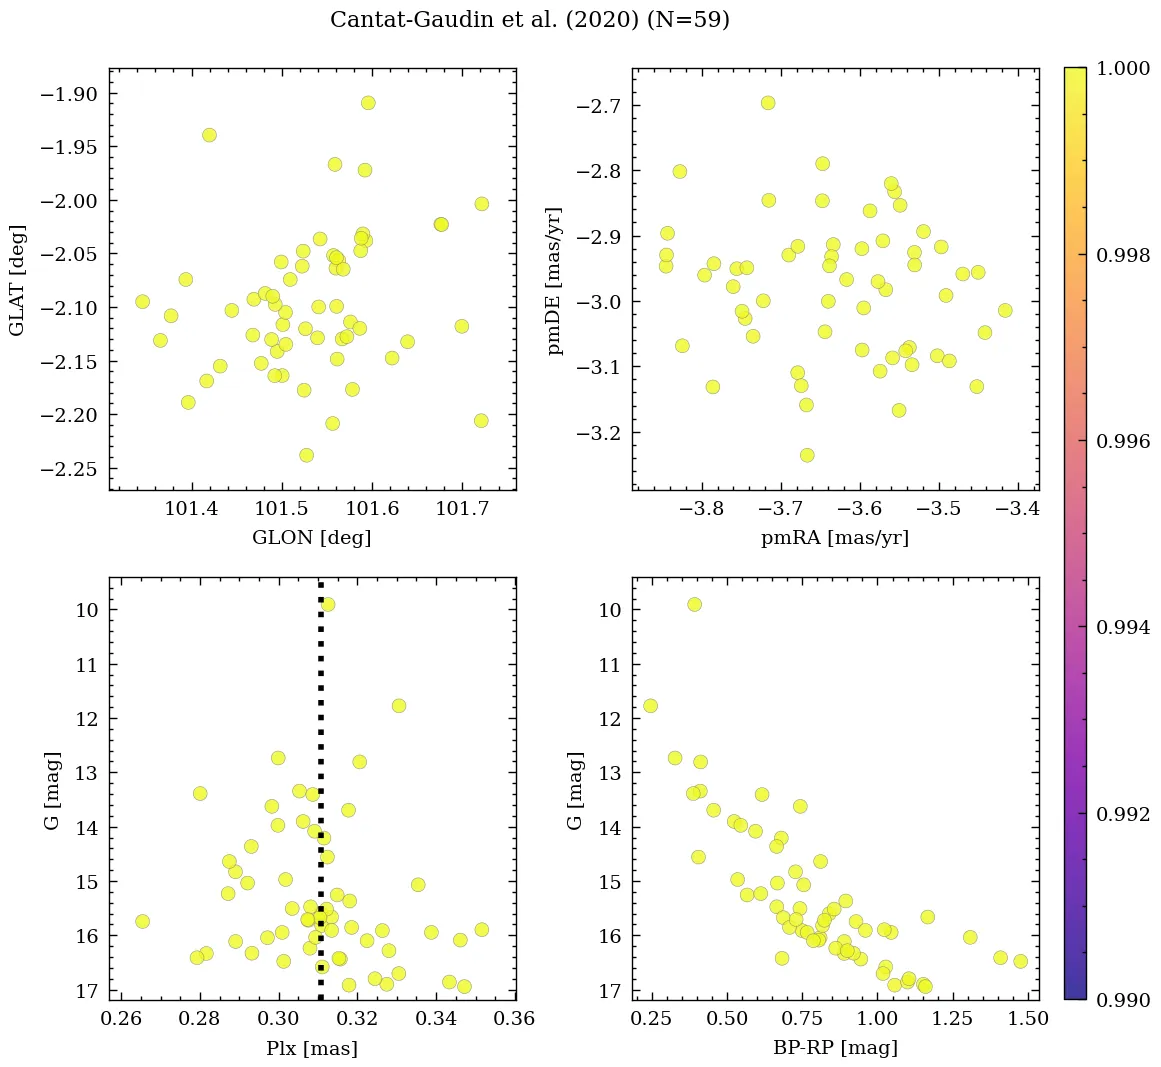 Cantat-Gaudin et al. (2020) (N=59)
−1.90
−1.95
−2.00
−2.05
−2.10
−2.15
−2.20
−2.25
GLAT [deg]
101.4 101.5 101.6 101.7
GLON [deg]
−2.7
−2.8
−2.9
−3.0
−3.1
−3.2
pmDE [mas/yr]
−3.8 −3.7 −3.6 −3.5 −3.4
pmRA [mas/yr]
10
11
12
13
14
15
16
17
G [mag]
0.26 0.28 0.30 0.32 0.34 0.36
Plx [mas]
10
11
12
13
14
15
16
17
G [mag]
0.25 0.50 0.75 1.00 1.25 1.50
BP-RP [mag]
1.000
0.998
0.996
0.994
0.992
0.990